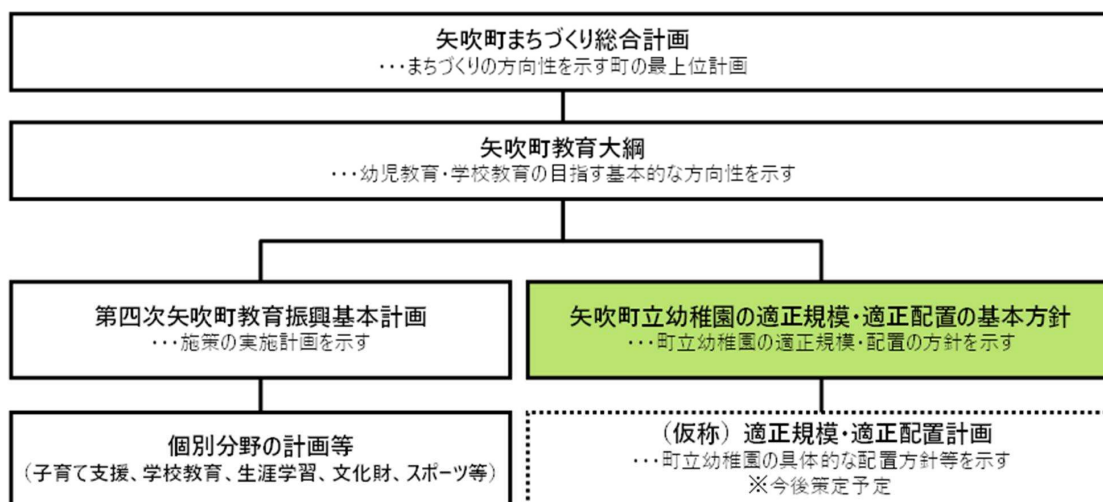 矢吹町まちづくり総合計画
･･･まちづくりの方向性を示す町の最上位計画
矢吹町教育大綱
･･･幼児教育･学校教育の目指す基本的な方向性を示す
第四次矢吹町教育振興基本計画
･･･施策の実施計画を示す
矢吹町立幼稚園の適正規模･適正配置の基本方針
･･･町立幼稚園の適正規模･配置の方針を示す
個別分野の計画等
(子育て支援、学校教育、生涯学習、文化財、スポーツ等)
(仮称) 適正規模･適正配置計画
･･･町立幼稚園の具体的な配置方針等を示す
※今後策定予定